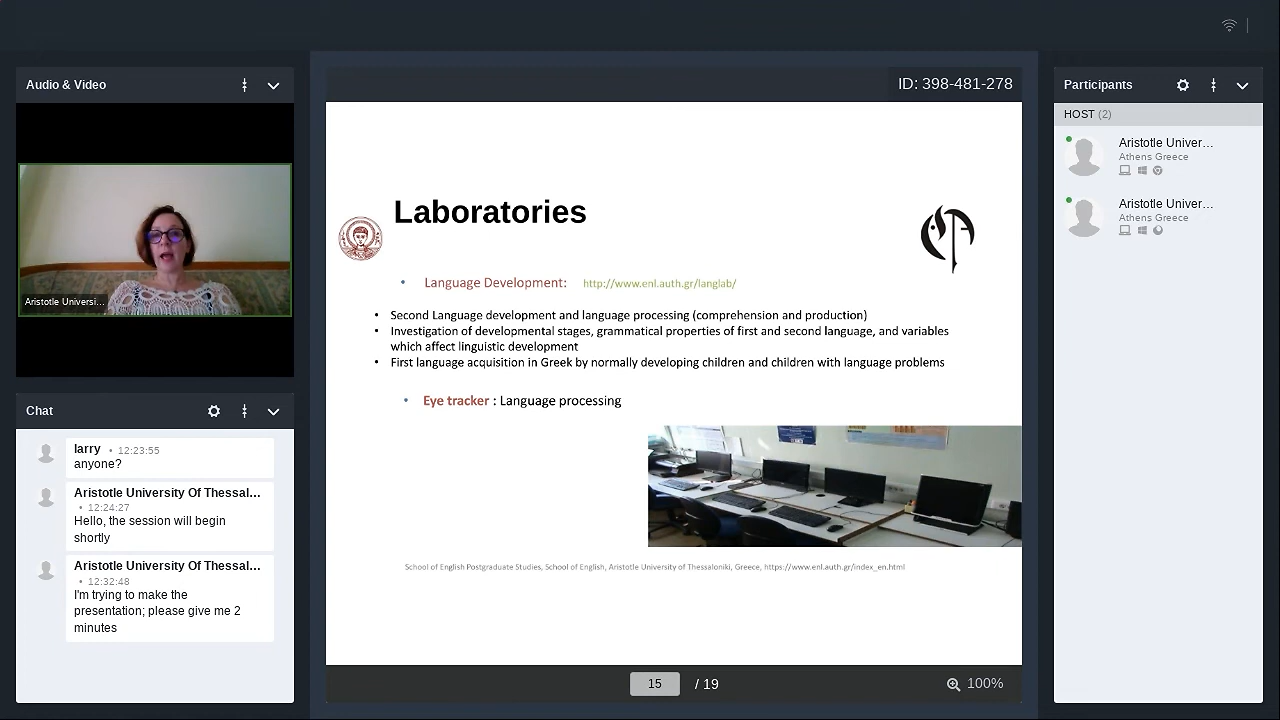 Audio & Video
Aristotle Universi...
Chat
larry • 12:23:55
anyone?
Aristotle University Of Thessal...
• 12:24:27
Hello, the session will begin
shortly
Aristotle University Of Thessal...
• 12:32:48
I'm trying to make the
presentation; please give me 2
minutes
ID: 398-481-278
Laboratories
• Language Development: http://www.enl.auth.gr/langlab/
• Second Language development and language processing (comprehension and production)
• Investigation of developmental stages, grammatical properties of first and second language, and variables
which affect linguistic development
• First language acquisition in Greek by normally developing children and children with language problems
• Eye tracker : Language processing
School of English Postgraduate Studies, School of English, Aristotle University of Thessaloniki, Greece, https://www.enl.auth.gr/index_en.html
15 / 19
100%
Participants
HOST (2)
Aristotle Univer...
Athens Greece
Aristotle Univer...
Athens Greece